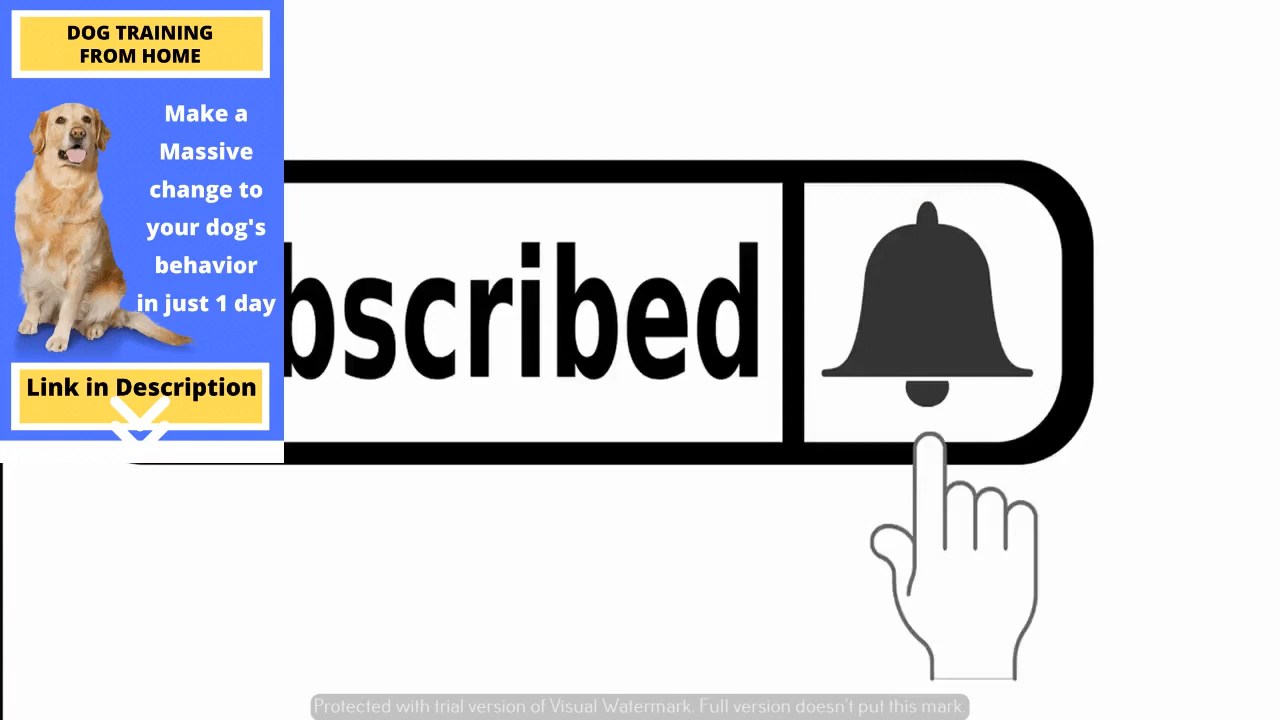 DOG TRAINING
FROM HOME
Make a
Massive
change to
your dog's
behavior
in just 1 day
Link in Description
bscribed
Protected with trial version of Visual Watermark. Full version doesn't put this mark.